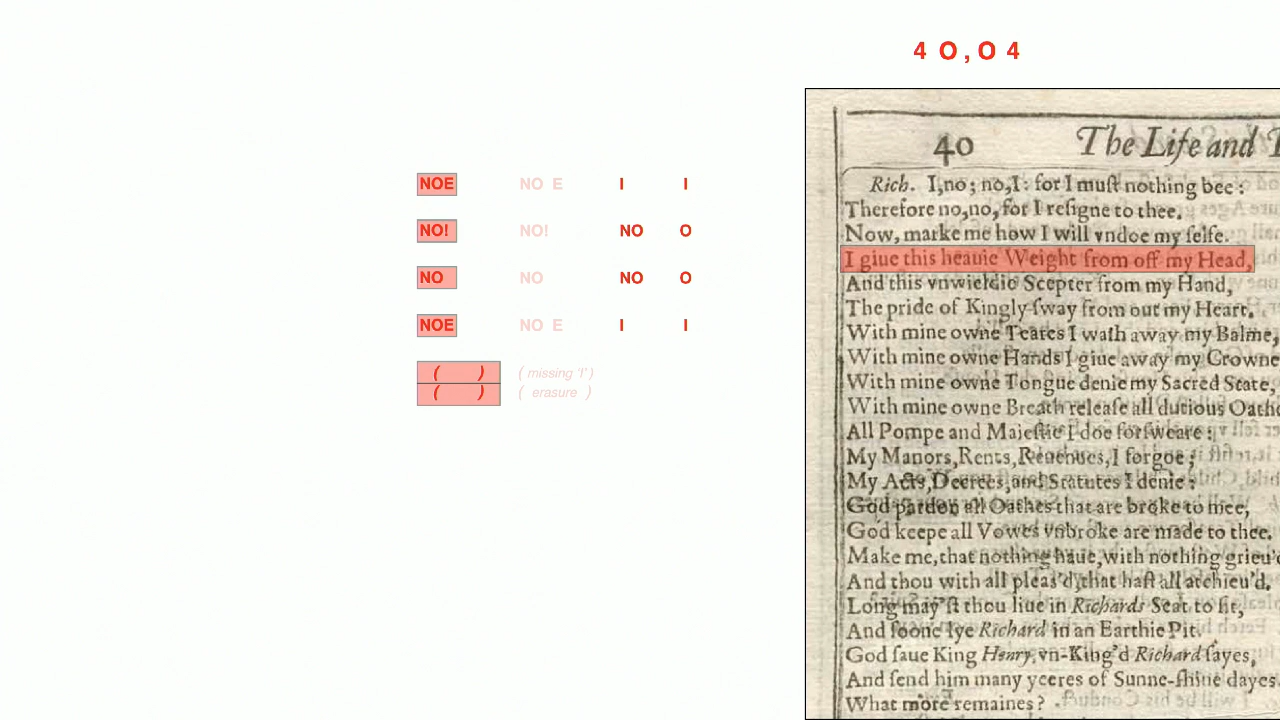 4 O , O 4
NOE NO E I I
NO! NO! NO O
NO NO NO O
NOE NO E I I
( ) ( missing 'I' )
( ) ( erasure )
40 The Life and
Rich. I,no; no,I: for I muſt nothing bee:
Therefore no,no, for I reſigne to thee.
Now, marke me how I will vndoe my ſelfe.
I giue this heauie Weight from off my Head,
And this vnwieldie Scepter from my Hand,
The pride of Kingly ſway from out my Heart.
With mine owne Teares I waſh away my Balme,
With mine owne Hands I giue away my Crowne
With mine owne Tongue denie my Sacred State,
With mine owne Breath releaſe all dutious
All Pompe and Maieſtie I doe forſweare:
My Manors,Rents,Reuenues,I forgoe;
My Acts,Decrees,and Statutes I denie:
God pardon all Oathes that are broke to mee,
God keepe all Vowes vnbroke are made to thee.
Make me,that nothing haue,with nothing grieu'd
And thou with all pleas'd,that haſt all atchieu'd.
Long may'ſt thou liue in Richards Seat to ſit,
And ſoone lye Richard in an Earthie Pit.
God ſaue King Henry, vn-King'd Richard ſayes,
And ſend him many yeeres of Sunne-ſhine dayes.
What more remaines?